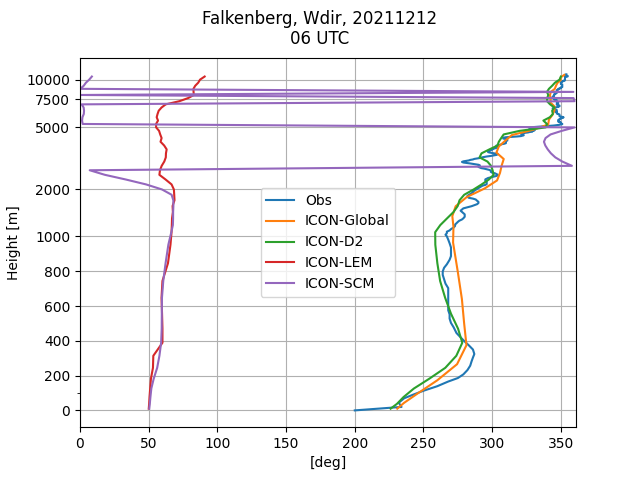 Falkenberg, Wdir, 20211212
06 UTC
Height [m]
10000
7500
5000
2000
1000
800
600
400
200
0
Obs
ICON-Global
ICON-D2
ICON-LEM
ICON-SCM
0 50 100 150 200 250 300 350
[deg]